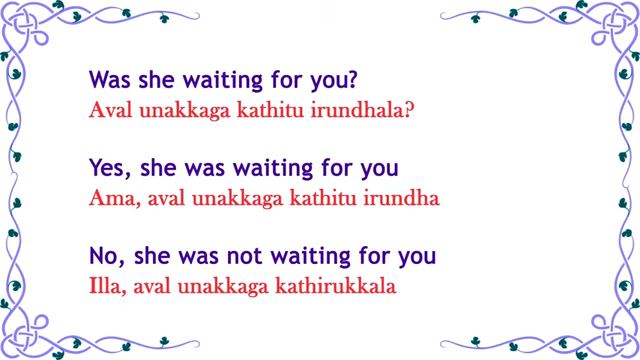 Was she waiting for you?
Aval unakkaga kathitu irundhala?
Yes, she was waiting for you
Ama, aval unakkaga kathitu irundha
No, she was not waiting for you
Illa, aval unakkaga kathirukkala